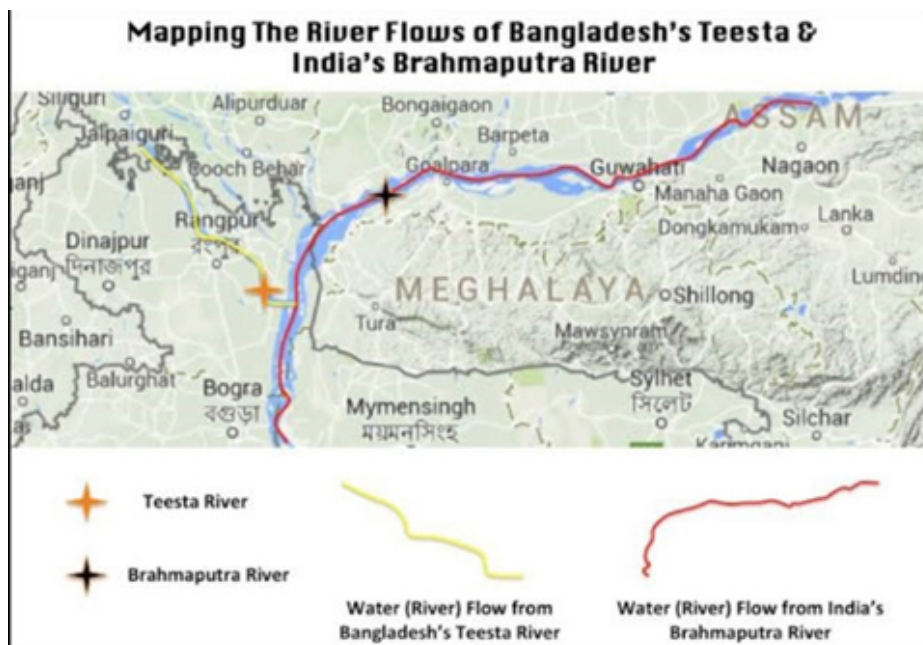 Mapping The River Flows of Bangladesh's Teesta &
India's Brahmaputra River
Siliguri
Alipurduar
Bongaigaon
ASSAM
Jalpaiguri
Barpeta
Cooch Behar
Goalpara
Guwahati
Nagaon
Manaha Gaon
Rangpur
রংপুর
Lanka
Dongkamukam
Dinajpur
দিনাজপুর
Lumding
MEGHALAYA
Shillong
Tura
Bansihari
Mawsynram
Balurghat
Sylhet
সিলেট
Bogra
বগুড়া
Mymensingh
ময়মনসিংহ
Silchar
Karimganj
Teesta River
Brahmaputra River
Water (River) Flow from
Bangladesh's Teesta River
Water (River) Flow from India's
Brahmaputra River